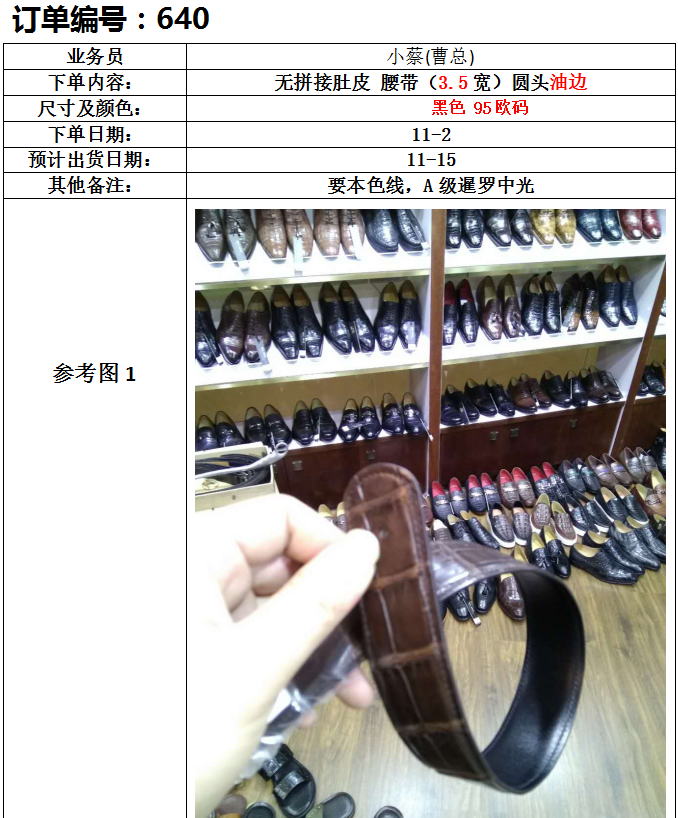 订单编号：640
业务员 小蔡(曹总)
下单内容： 无拼接肚皮 腰带（3.5宽）圆头油边
尺寸及颜色： 黑色 95欧码
下单日期： 11-2
预计出货日期： 11-15
其他备注： 要本色线，A级暹罗中光
参考图1